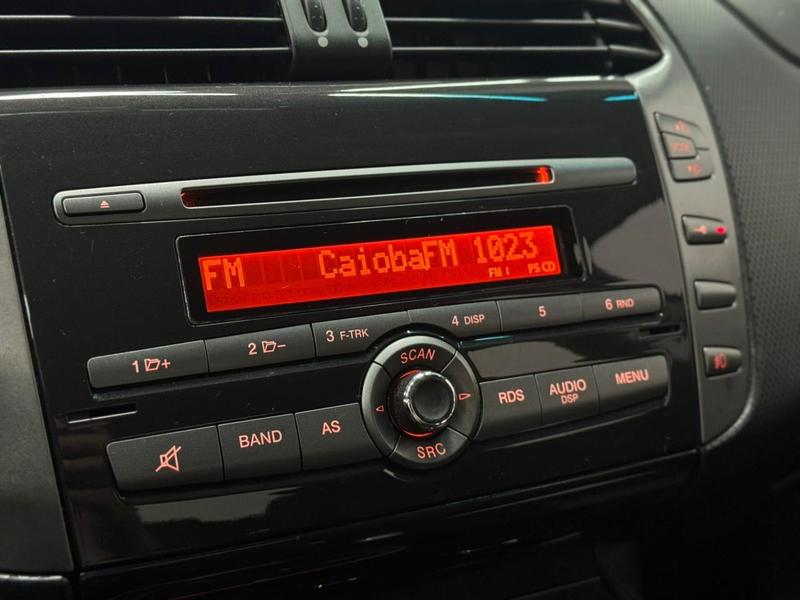 FM CaiobaFM 1023
FM I PS
1 + 2 - 3 F-TRK 4 DISP 5 6 RND
SCAN
BAND AS RDS AUDIO DSP MENU
SRC